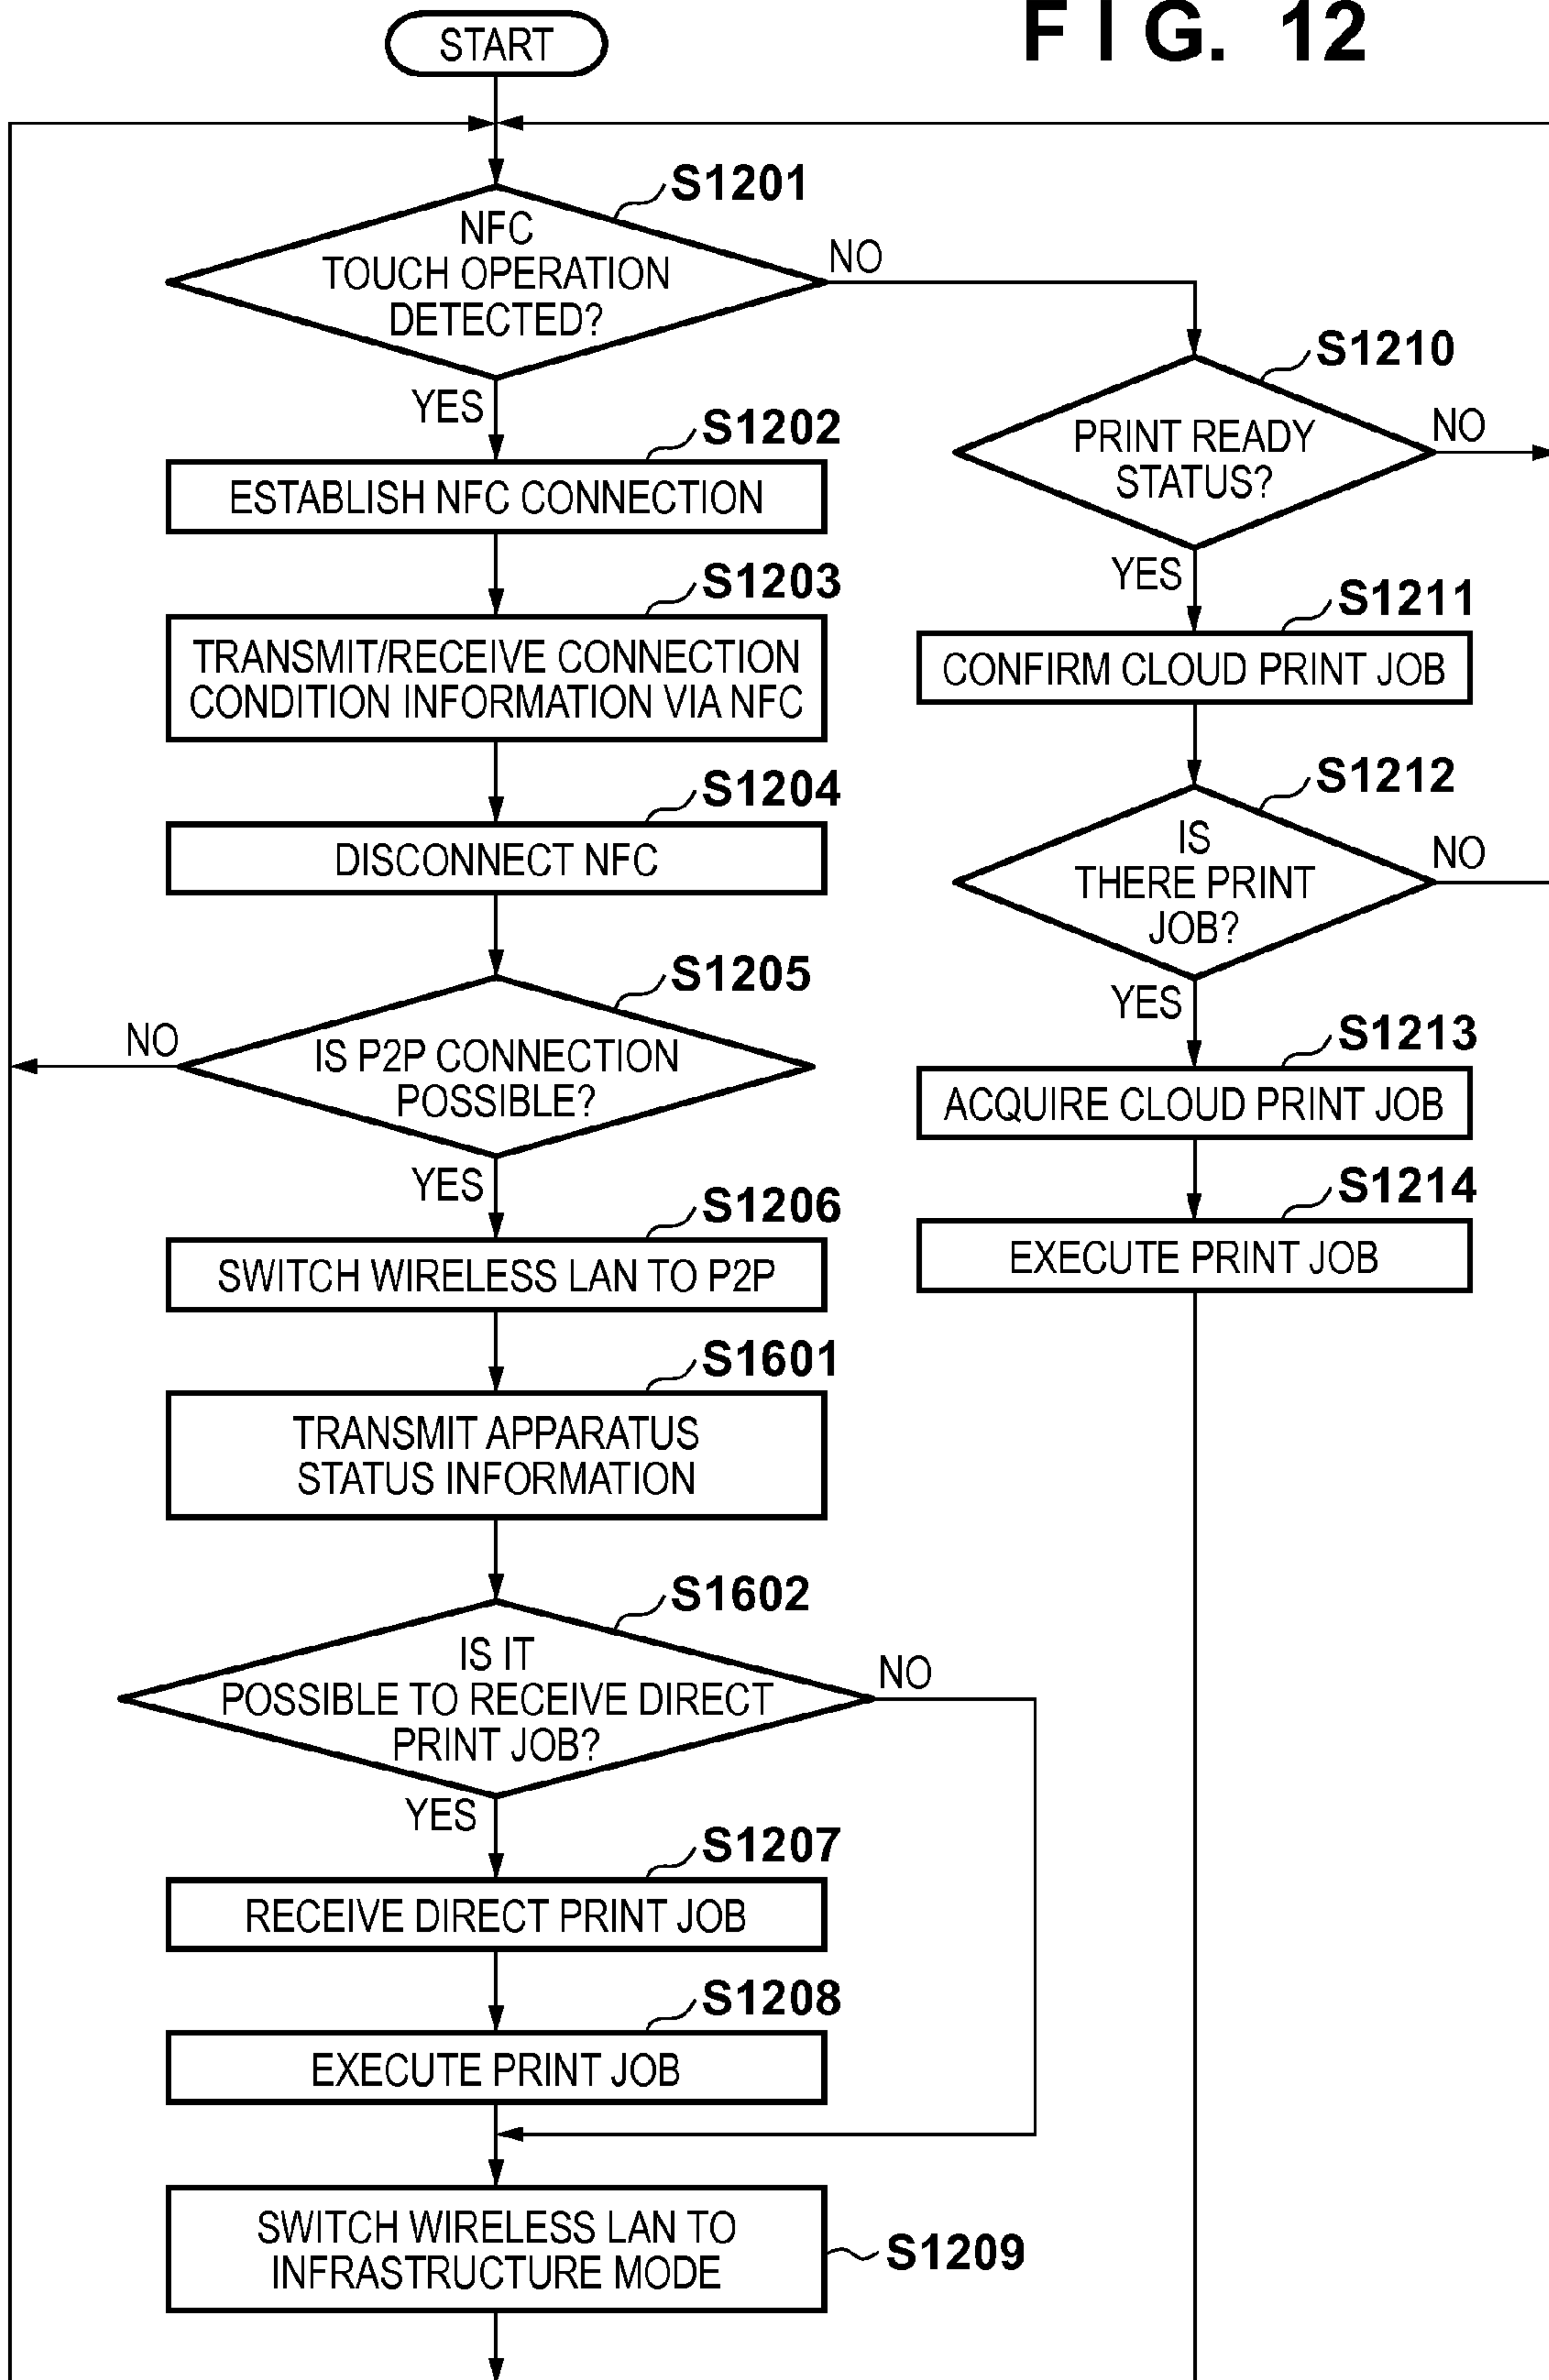 FIG. 12
START
S1201
NFC
TOUCH OPERATION
DETECTED?
NO
YES
S1202
ESTABLISH NFC CONNECTION
S1203
TRANSMIT/RECEIVE CONNECTION
CONDITION INFORMATION VIA NFC
S1204
DISCONNECT NFC
S1205
IS P2P CONNECTION
POSSIBLE?
NO
YES
S1206
SWITCH WIRELESS LAN TO P2P
S1601
TRANSMIT APPARATUS
STATUS INFORMATION
S1602
IS IT
POSSIBLE TO RECEIVE DIRECT
PRINT JOB?
NO
YES
S1207
RECEIVE DIRECT PRINT JOB
S1208
EXECUTE PRINT JOB
SWITCH WIRELESS LAN TO
INFRASTRUCTURE MODE
S1209
S1210
PRINT READY
STATUS?
NO
YES
S1211
CONFIRM CLOUD PRINT JOB
S1212
IS
THERE PRINT
JOB?
NO
YES
S1213
ACQUIRE CLOUD PRINT JOB
S1214
EXECUTE PRINT JOB